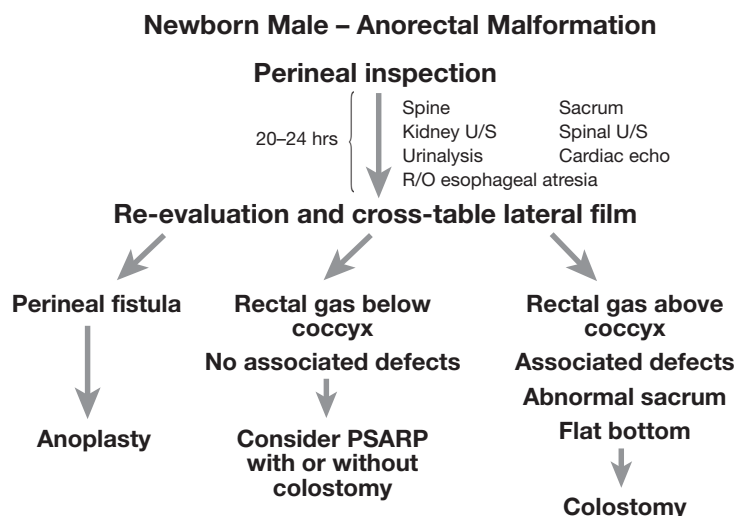 Newborn Male – Anorectal Malformation
Perineal inspection
20–24 hrs
Spine Sacrum
Kidney U/S Spinal U/S
Urinalysis Cardiac echo
R/O esophageal atresia
Re-evaluation and cross-table lateral film
Perineal fistula
Anoplasty
Rectal gas below
coccyx
No associated defects
Consider PSARP
with or without
colostomy
Rectal gas above
coccyx
Associated defects
Abnormal sacrum
Flat bottom
Colostomy